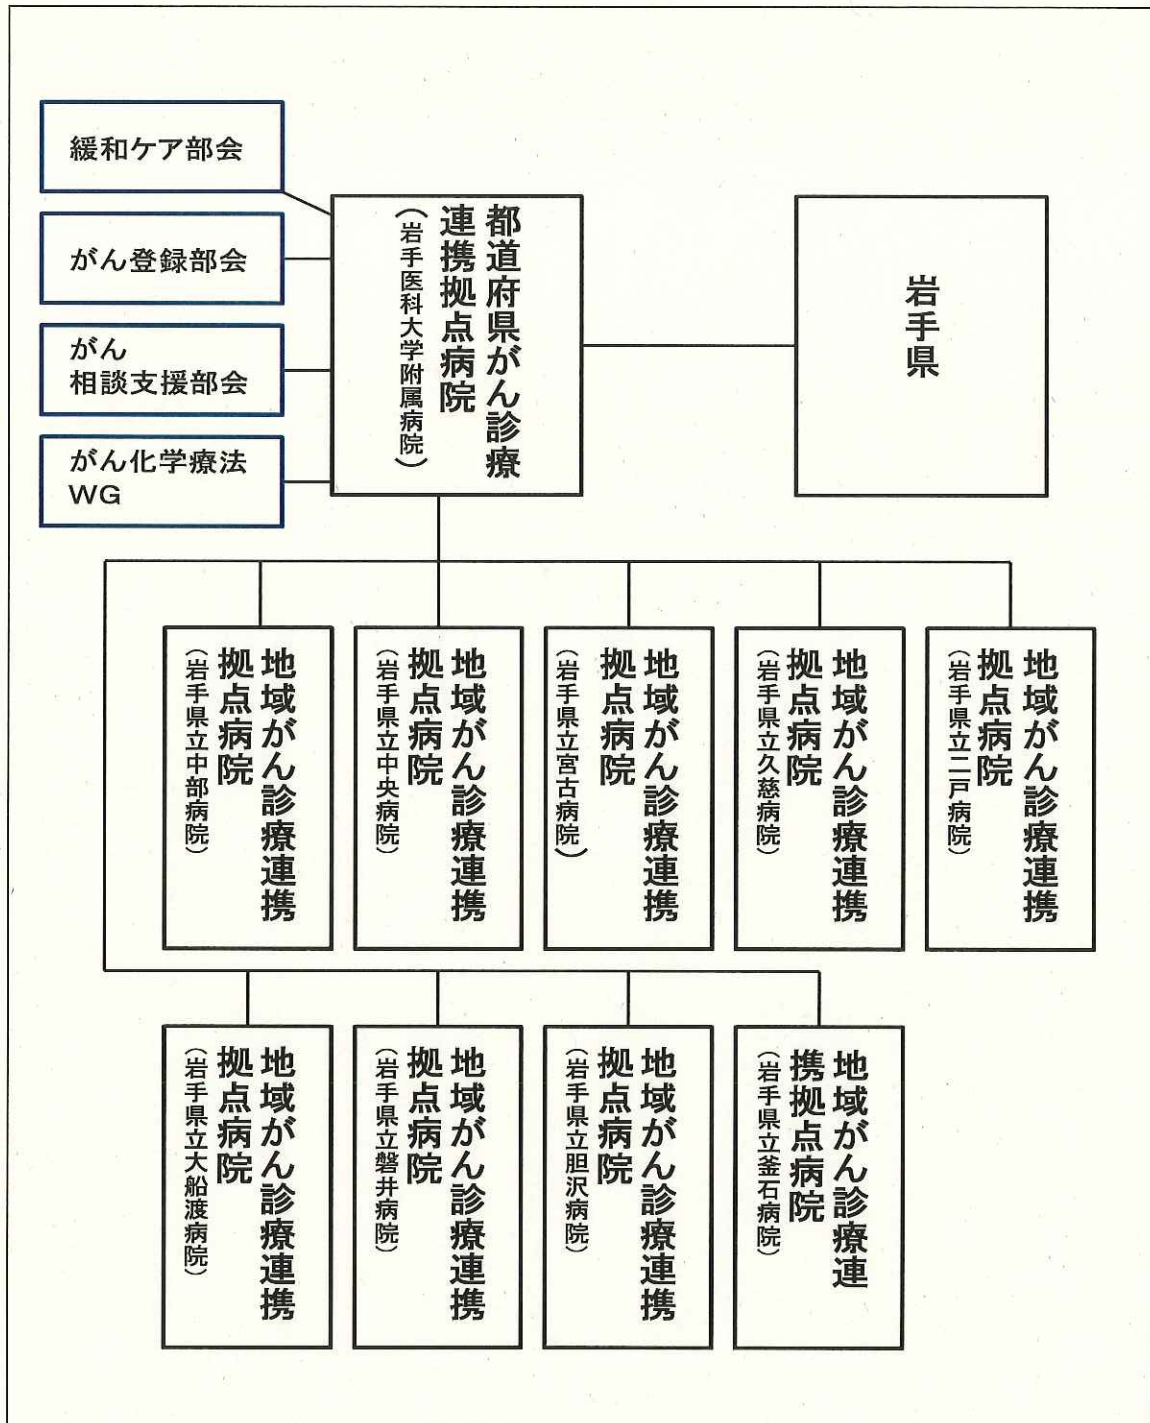 緩和ケア部会
がん登録部会
がん
相談支援部会
がん化学療法
WG
都道府県がん診療
連携拠点病院
（岩手医科大学附属病院）
岩手県
地域がん診療連携
拠点病院
（岩手県立中部病院）
地域がん診療連携
拠点病院
（岩手県立中央病院）
地域がん診療連携
拠点病院
（岩手県立宮古病院）
地域がん診療連携
拠点病院
（岩手県立久慈病院）
地域がん診療連携
拠点病院
（岩手県立二戸病院）
地域がん診療連携
拠点病院
（岩手県立大船渡病院）
地域がん診療連携
拠点病院
（岩手県立磐井病院）
地域がん診療連携
拠点病院
（岩手県立胆沢病院）
地域がん診療連
携拠点病院
（岩手県立釜石病院）